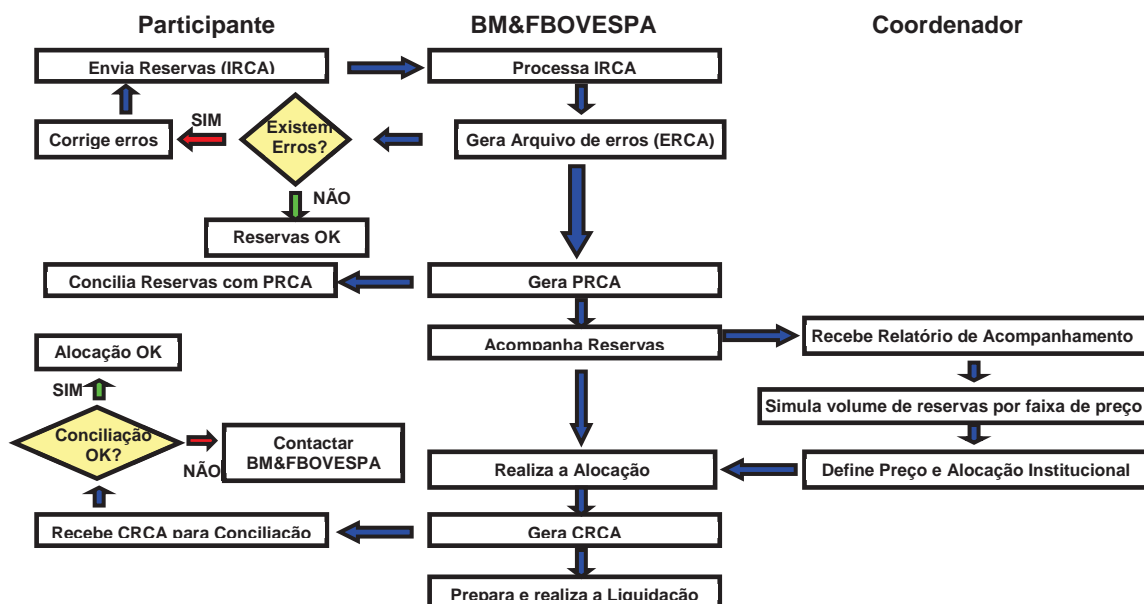 Participante
BM&FBOVESPA
Coordenador
Envia Reservas (IRCA)
Processa IRCA
Corrige erros
SIM
Existem
Erros?
Gera Arquivo de erros (ERCA)
NÃO
Reservas OK
Concilia Reservas com PRCA
Gera PRCA
Acompanha Reservas
Recebe Relatório de Acompanhamento
Alocação OK
SIM
Simula volume de reservas por faixa de preço
Conciliação
OK?
NÃO
Contactar
BM&FBOVESPA
Realiza a Alocação
Define Preço e Alocação Institucional
Recebe CRCA para Conciliação
Gera CRCA
Prepara e realiza a Liquidação